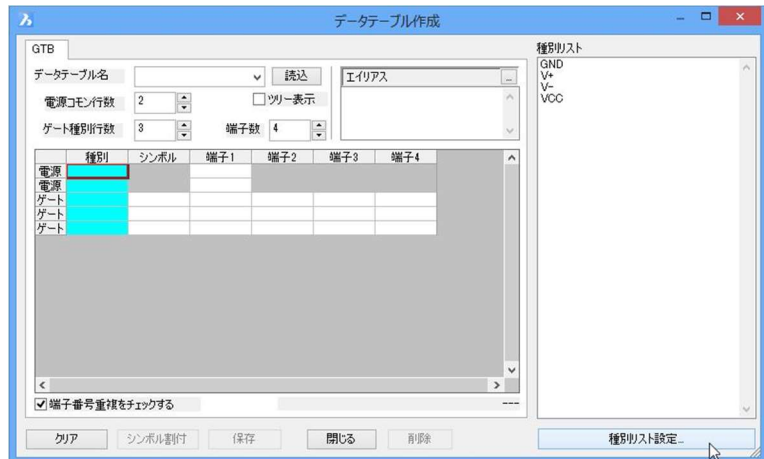 データテーブル作成
GTB
データテーブル名 読込
電源コモン行数 2 ツリー表示
ゲート種別行数 3 端子数 4
エイリアス ...
種別 シンボル 端子1 端子2 端子3 端子4
電源
電源
ゲート
ゲート
ゲート
端子番号重複をチェックする ---
クリア シンボル割付 保存 閉じる 削除
種別リスト
GND
V+
V-
VCC
種別リスト設定...